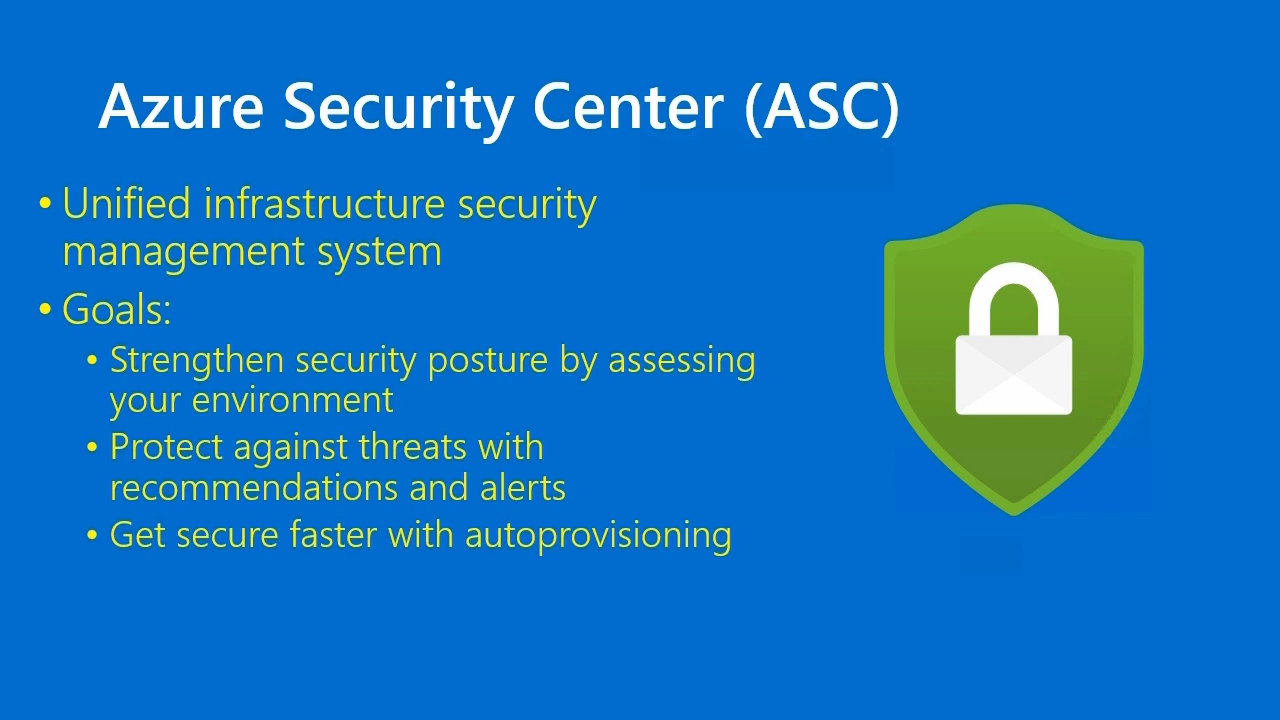 Azure Security Center (ASC)
• Unified infrastructure security
management system
• Goals:
• Strengthen security posture by assessing
your environment
• Protect against threats with
recommendations and alerts
• Get secure faster with autoprovisioning